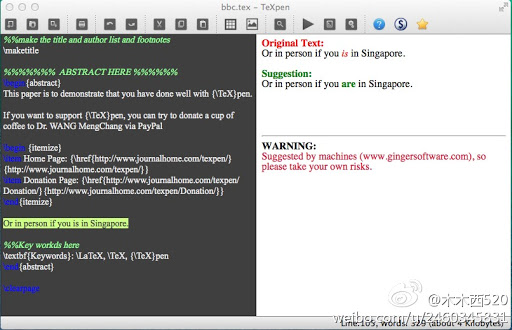 bbc.tex - TeXpen
%%make the title and author list and footnotes
\maketitle
%%%%%%% ABSTRACT HERE %%%%%%
\begin{abstract}
This paper is to demonstrate that you have done well with {\TeX}pen.
If you want to support {\TeX}pen, you can try to donate a cup of
coffee to Dr. WANG MengChang via PayPal
\begin {itemize}
\item Home Page: {\href{http://www.journalhome.com/texpen/}
{http://www.journalhome.com/texpen/}}
\item Donation Page: {\href{http://www.journalhome.com/texpen/
Donation/}{http://www.journalhome.com/texpen/Donation/}}
\end{itemize}
Or in person if you is in Singapore.
%%Key workds here
\textbf{Keywords}: \LaTeX, \TeX, {\TeX}pen
\end{abstract}
\clearpage
Original Text:
Or in person if you is in Singapore.
Suggestion:
Or in person if you are in Singapore.
WARNING:
Suggested by machines (www.gingersoftware.com), so
please take your own risks.
@木木西520
weibo.com/u/2460345831
Line:105, Words: 329 (about 4 Kilobytes)